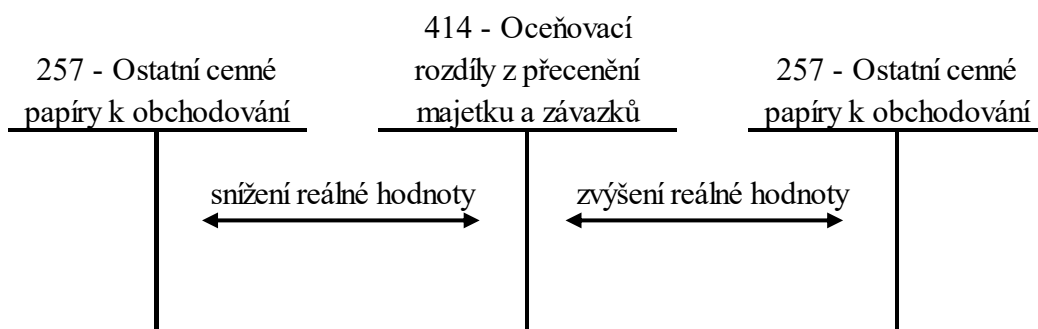 257 - Ostatní cenné
papíry k obchodování
414 - Oceňovací
rozdíly z přecenění
majetku a závazků
257 - Ostatní cenné
papíry k obchodování
snížení reálné hodnoty
zvýšení reálné hodnoty